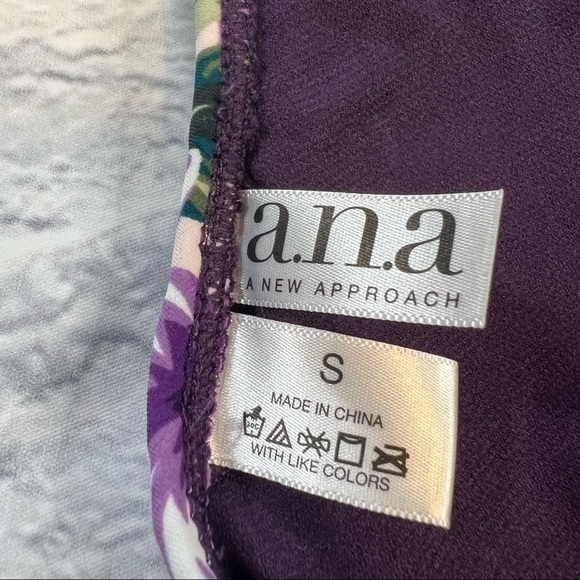 a.n.a
A NEW APPROACH
S
MADE IN CHINA
WITH LIKE COLORS